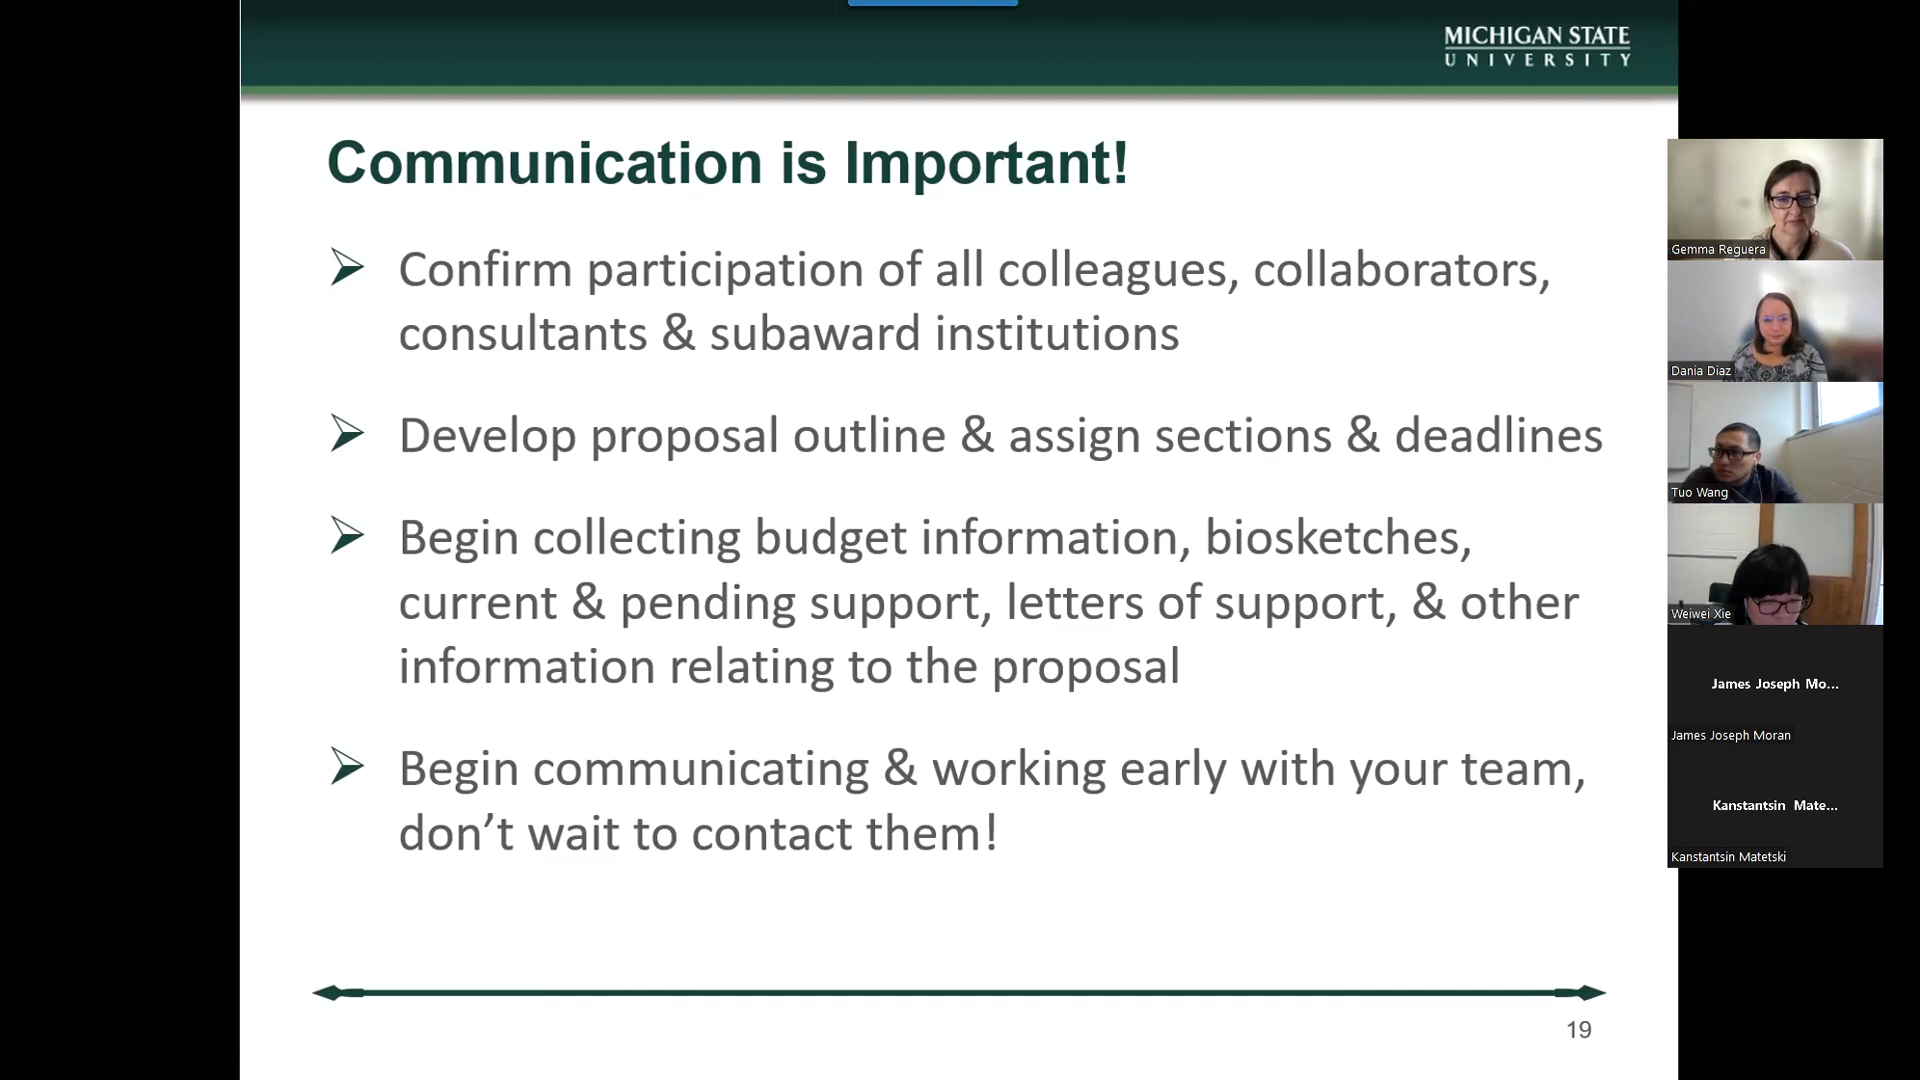 MICHIGAN STATE
UNIVERSITY
Communication is Important!
Confirm participation of all colleagues, collaborators,
consultants & subaward institutions
Develop proposal outline & assign sections & deadlines
Begin collecting budget information, biosketches,
current & pending support, letters of support, & other
information relating to the proposal
Begin communicating & working early with your team,
don’t wait to contact them!
19
Gemma Reguera
Dania Diaz
Tuo Wang
Weiwei Xie
James Joseph Mo...
James Joseph Moran
Kanstantsin Mate...
Kanstantsin Matetski